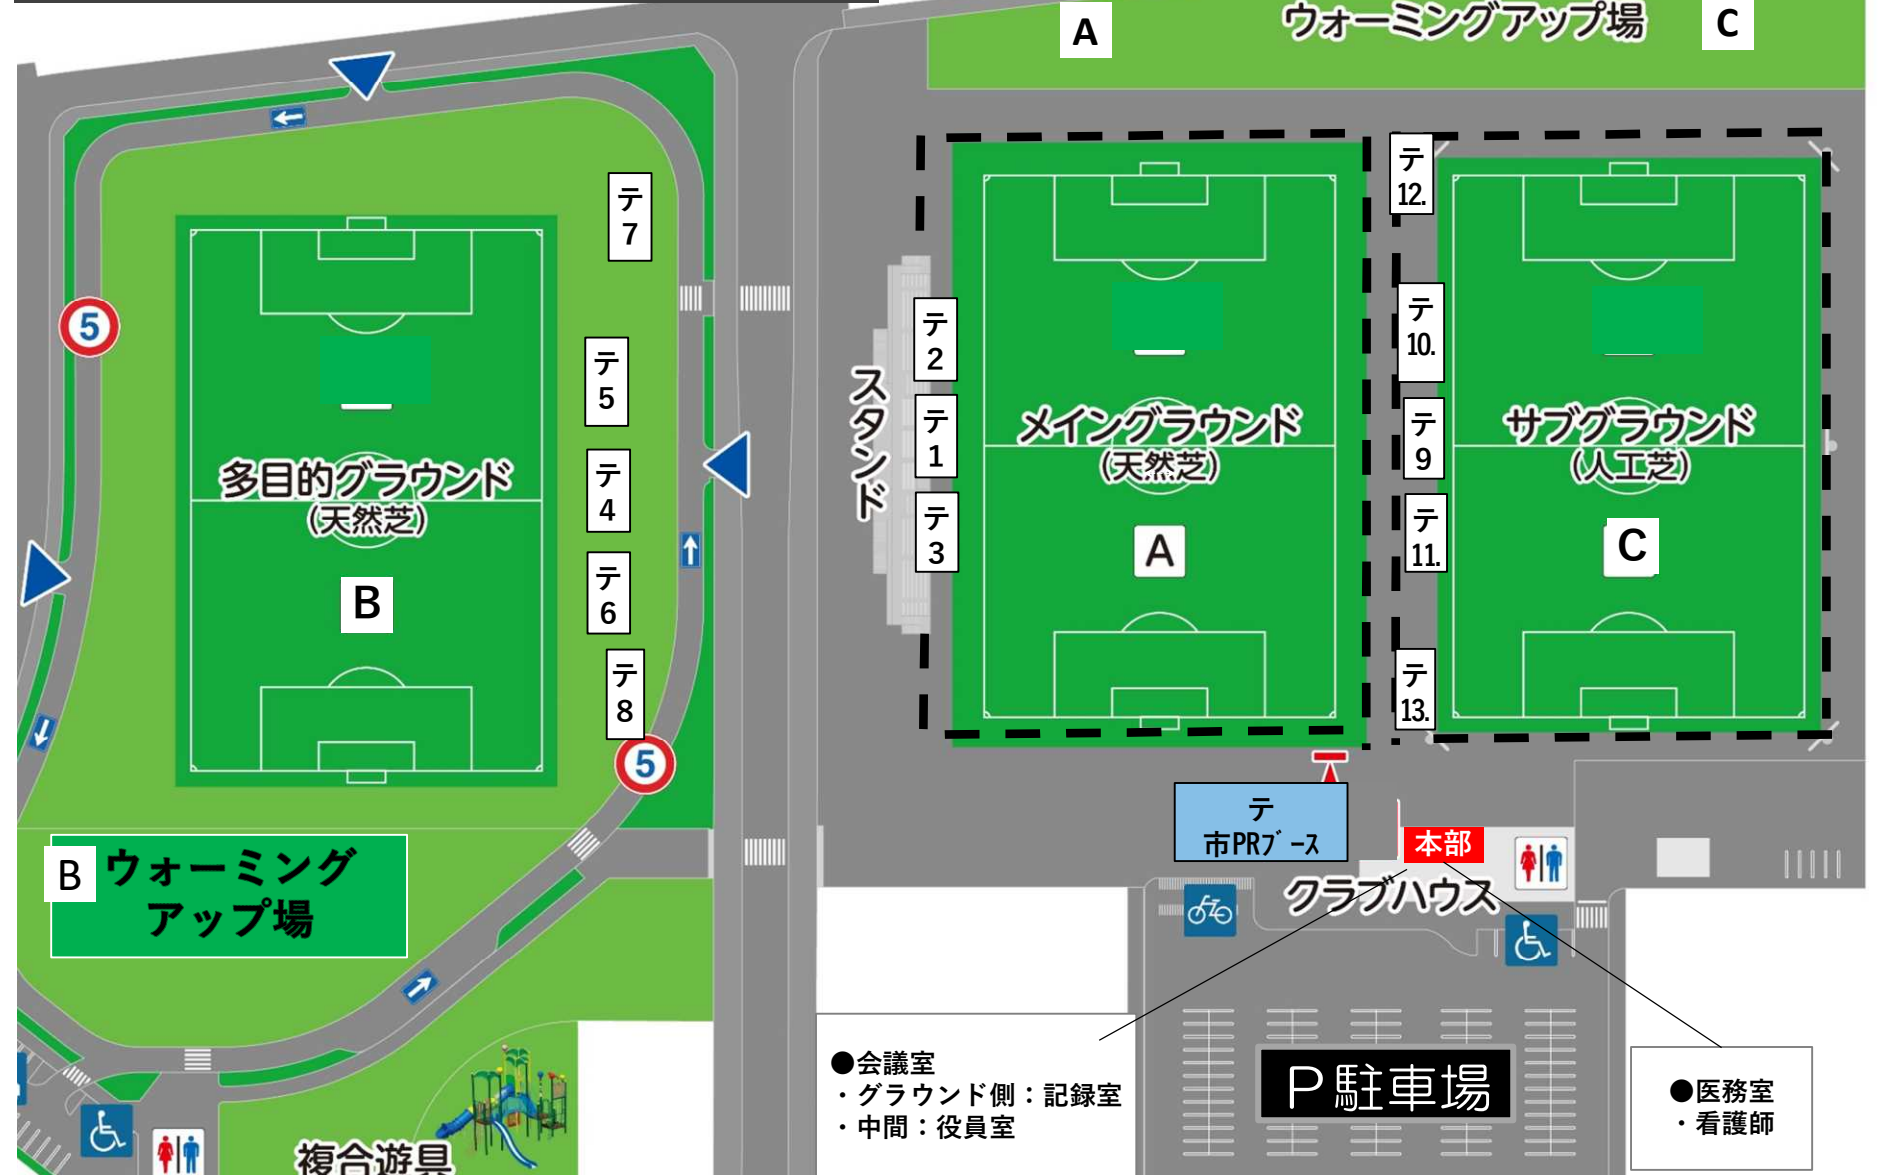 A
ウォーミングアップ場
C
テ
7
テ
12.
5
テ
2
テ
10.
テ
5
スタンド
テ
1
メイングラウンド
(天然芝)
テ
9
サブグラウンド
(人工芝)
多目的グラウンド
(天然芝)
テ
4
テ
3
A
テ
11.
C
B
テ
6
テ
8
テ
13.
5
テ
市PRブース
本部
クラブハウス
B
ウォーミング
アップ場
●会議室
・グラウンド側：記録室
・中間：役員室
P駐車場
●医務室
・看護師
複合遊具